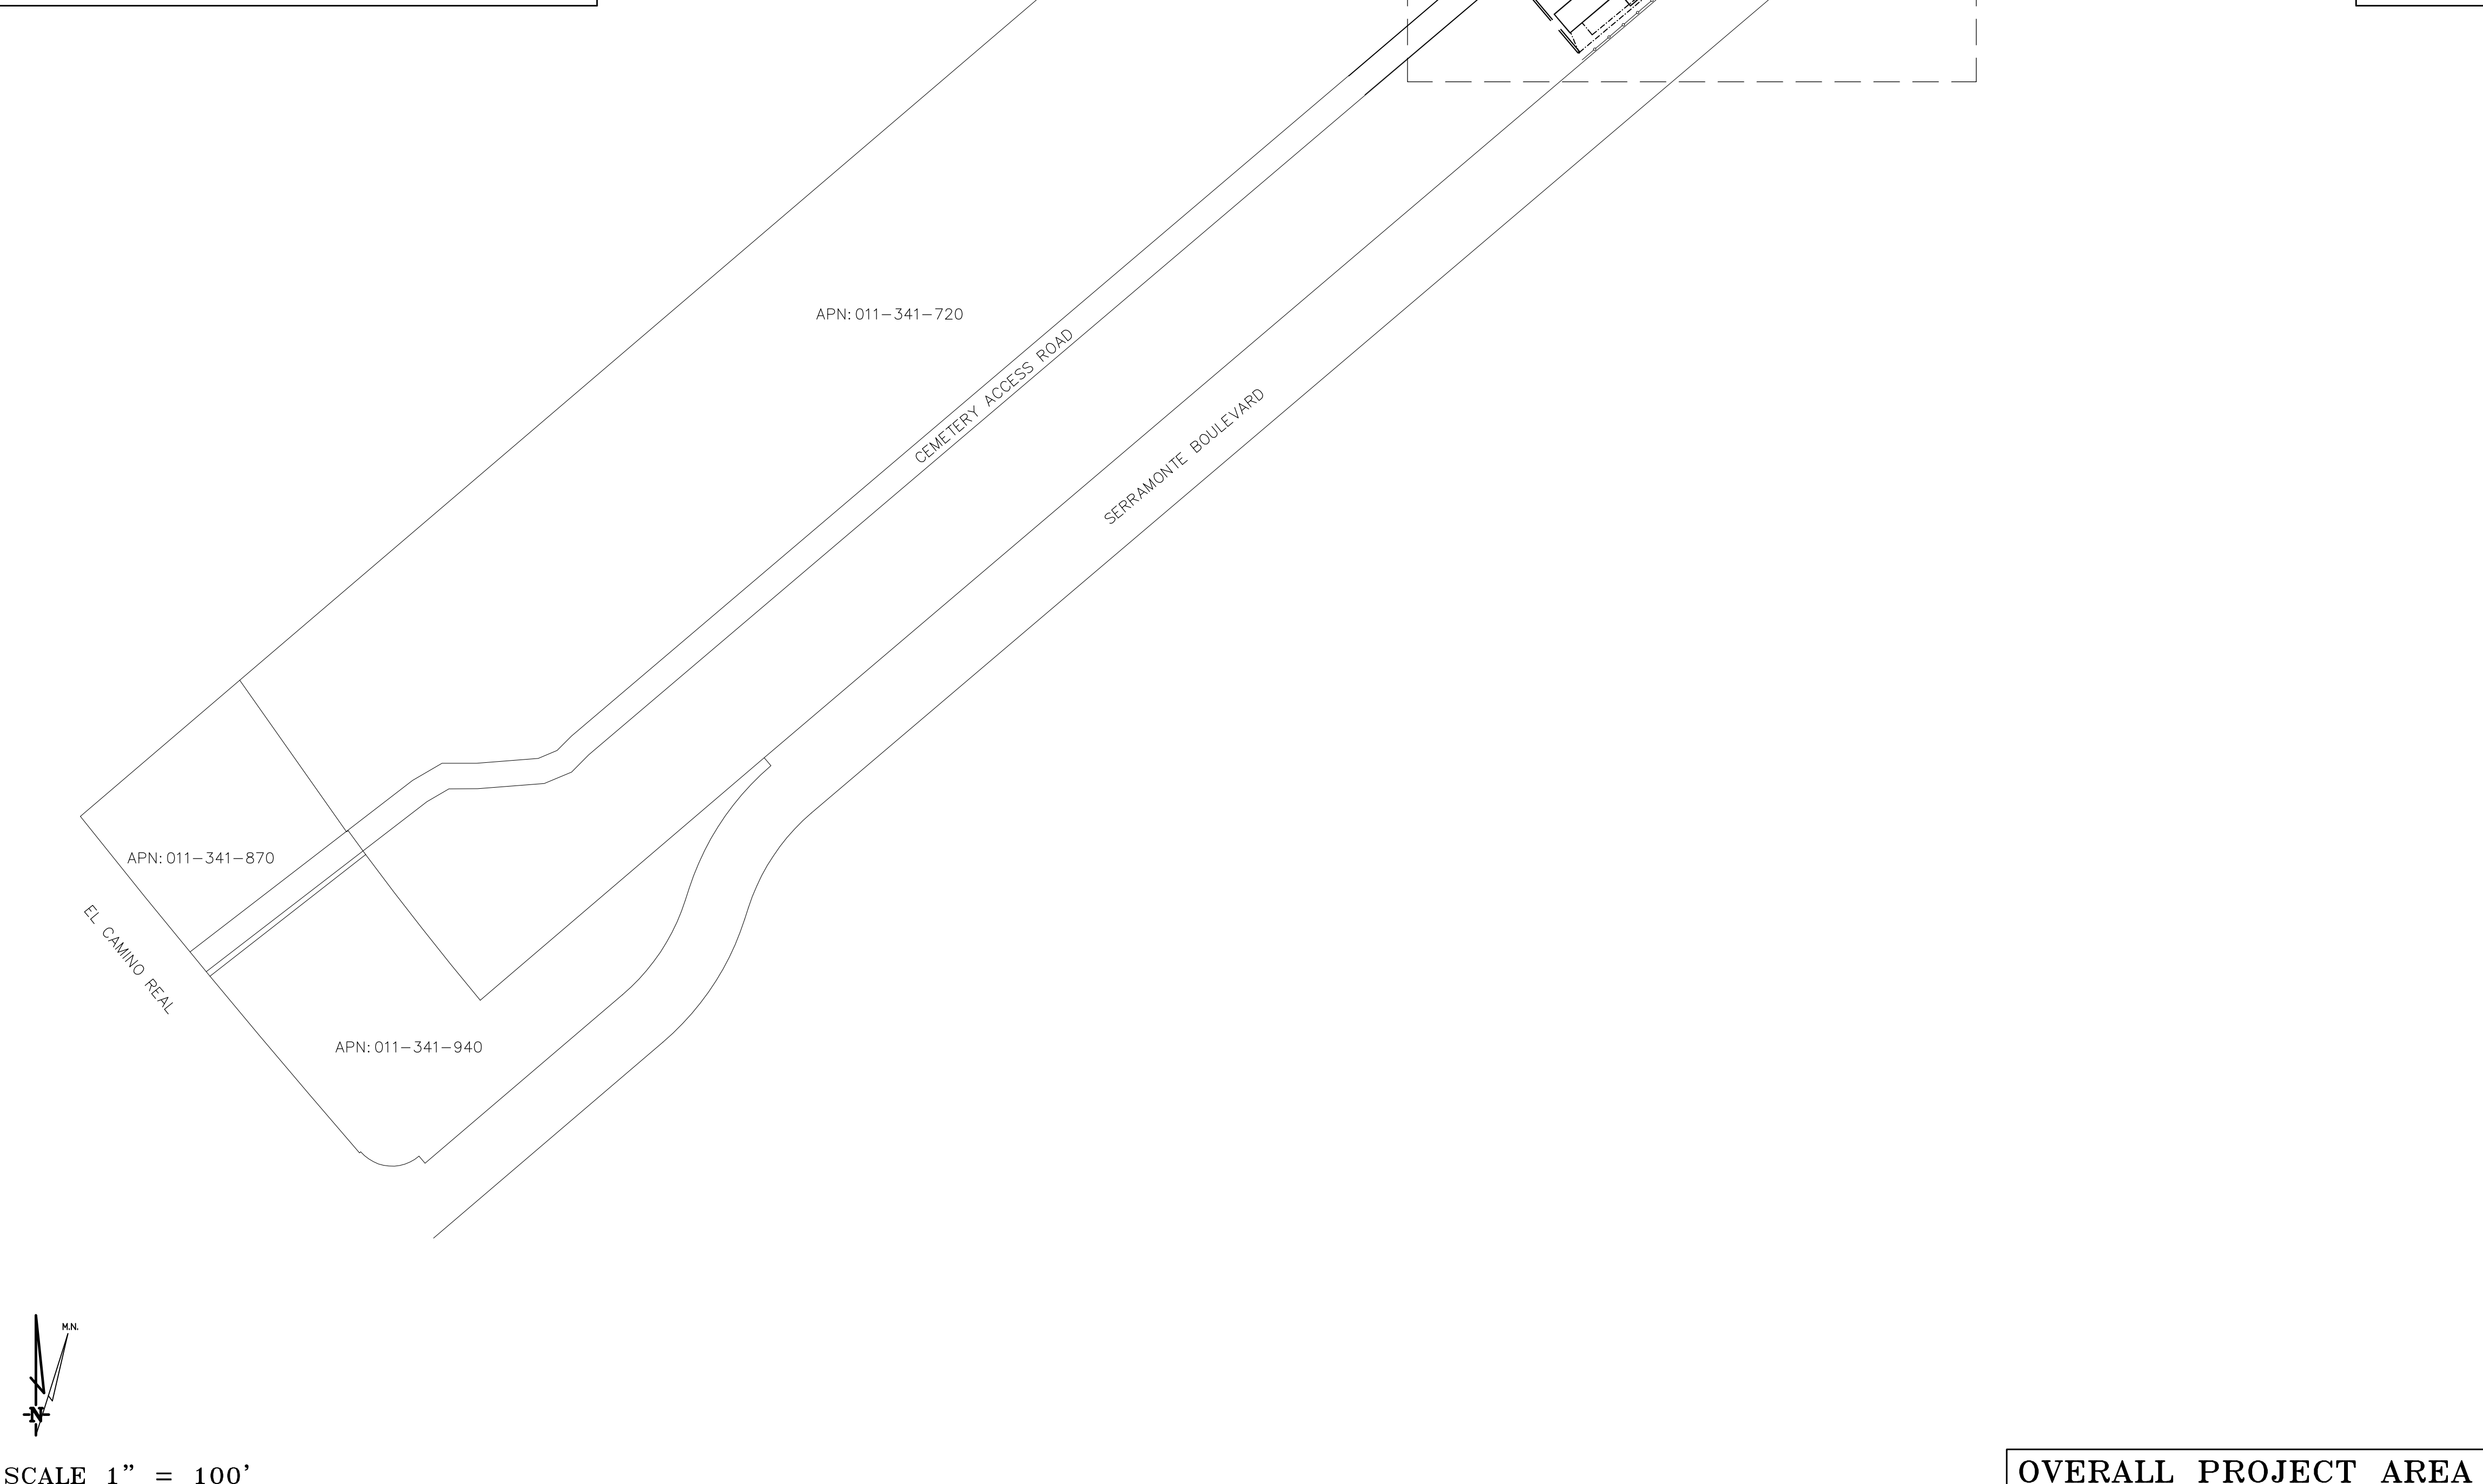 APN: 011-341-720
CEMETERY ACCESS ROAD
SERRAMONTE BOULEVARD
APN: 011-341-870
EL CAMINO REAL
APN: 011-341-940
M.N.
N
SCALE 1" = 100'
OVERALL PROJECT AREA